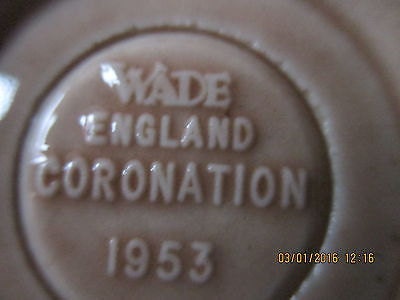 WADE
ENGLAND
CORONATION
1953
03/01/2016 12:16